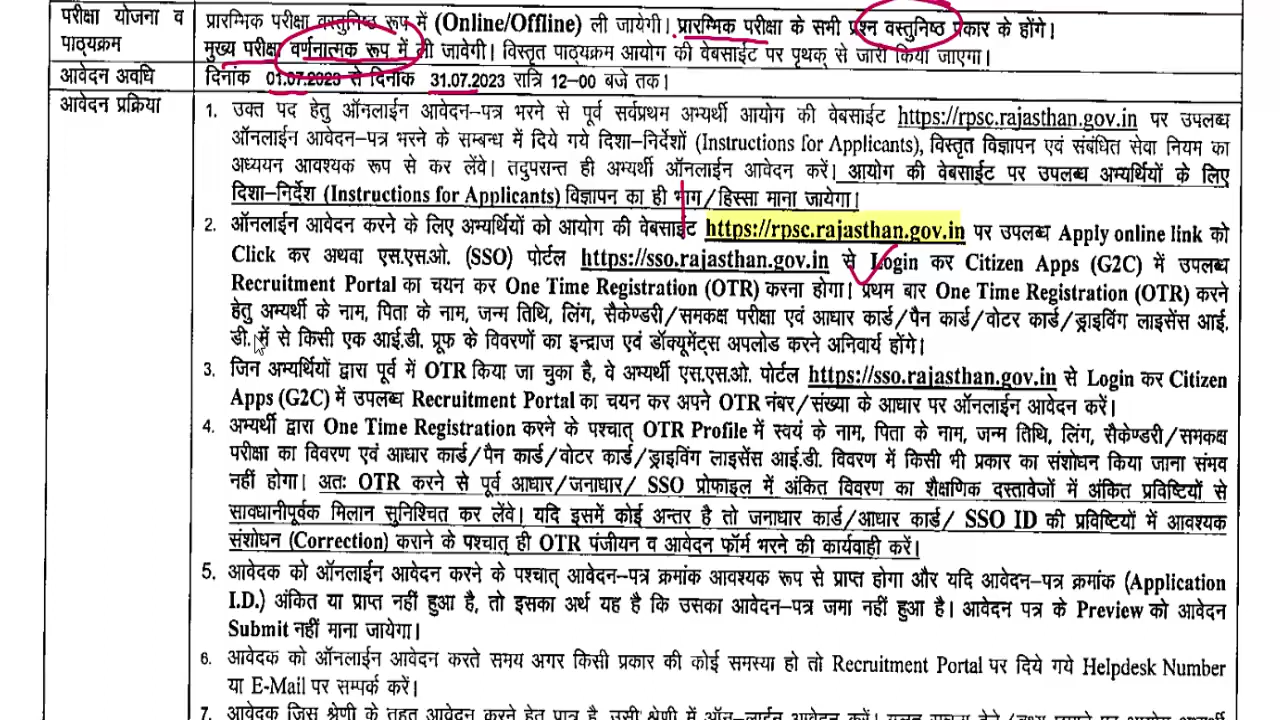 परीक्षा योजना व
पाठ्यक्रम
प्रारम्भिक परीक्षा वस्तुनिष्ठ रूप में (Online/Offline) ली जायेगी। प्रारम्भिक परीक्षा के सभी प्रश्न वस्तुनिष्ठ प्रकार के होंगे।
मुख्य परीक्षा वर्णनात्मक रूप में ली जावेगी। विस्तृत पाठ्यक्रम आयोग की वेबसाईट पर पृथक् से जारी किया जाएगा।
आवेदन अवधि
दिनांक 01.07.2023 से दिनांक 31.07.2023 रात्रि 12-00 बजे तक।
आवेदन प्रक्रिया
1. उक्त पद हेतु ऑनलाईन आवेदन-पत्र भरने से पूर्व सर्वप्रथम अभ्यर्थी आयोग की वेबसाईट https://rpsc.rajasthan.gov.in पर उपलब्ध
ऑनलाईन आवेदन-पत्र भरने के सम्बन्ध में दिये गये दिशा-निर्देशों (Instructions for Applicants), विस्तृत विज्ञापन एवं संबंधित सेवा नियम का
अध्ययन आवश्यक रूप से कर लेंवे। तदुपरान्त ही अभ्यर्थी ऑनलाईन आवेदन करें। आयोग की वेबसाईट पर उपलब्ध अभ्यर्थियों के लिए
दिशा-निर्देश (Instructions for Applicants) विज्ञापन का ही भाग/हिस्सा माना जायेगा।
2. ऑनलाईन आवेदन करने के लिए अभ्यर्थियों को आयोग की वेबसाईट https://rpsc.rajasthan.gov.in पर उपलब्ध Apply online link को
Click कर अथवा एस.एस.ओ. (SSO) पोर्टल https://sso.rajasthan.gov.in से Login कर Citizen Apps (G2C) में उपलब्ध
Recruitment Portal का चयन कर One Time Registration (OTR) करना होगा। प्रथम बार One Time Registration (OTR) करने
हेतु अभ्यर्थी के नाम, पिता के नाम, जन्म तिथि, लिंग, सैकेण्डरी/समकक्ष परीक्षा एवं आधार कार्ड/पैन कार्ड/वोटर कार्ड/ड्राइविंग लाइसेंस आई.
डी. में से किसी एक आई.डी. प्रूफ के विवरणों का इन्द्राज एवं डॉक्यूमेंट्स अपलोड करने अनिवार्य होंगे।
3. जिन अभ्यर्थियों द्वारा पूर्व में OTR किया जा चुका है, वे अभ्यर्थी एस.एस.ओ. पोर्टल https://sso.rajasthan.gov.in से Login कर Citizen
Apps (G2C) में उपलब्ध Recruitment Portal का चयन कर अपने OTR नंबर/संख्या के आधार पर ऑनलाईन आवेदन करें।
4. अभ्यर्थी द्वारा One Time Registration करने के पश्चात् OTR Profile में स्वयं के नाम, पिता के नाम, जन्म तिथि, लिंग, सैकेण्डरी/समकक्ष
परीक्षा का विवरण एवं आधार कार्ड/पैन कार्ड/वोटर कार्ड/ड्राइविंग लाइसेंस आई.डी. विवरण में किसी भी प्रकार का संशोधन किया जाना संभव
नहीं होगा। अतः OTR करने से पूर्व आधार/जनाधार/ SSO प्रोफाइल में अंकित विवरण का शैक्षणिक दस्तावेजों में अंकित प्रविष्टियों से
सावधानीपूर्वक मिलान सुनिश्चित कर लेंवे। यदि इसमें कोई अन्तर है तो जनाधार कार्ड/आधार कार्ड/ SSO ID की प्रविष्टियों में आवश्यक
संशोधन (Correction) कराने के पश्चात् ही OTR पंजीयन व आवेदन फॉर्म भरने की कार्यवाही करें।
5. आवेदक को ऑनलाईन आवेदन करने के पश्चात् आवेदन-पत्र क्रमांक आवश्यक रूप से प्राप्त होगा और यदि आवेदन-पत्र क्रमांक (Application
I.D.) अंकित या प्राप्त नहीं हुआ है, तो इसका अर्थ यह है कि उसका आवेदन-पत्र जमा नहीं हुआ है। आवेदन पत्र के Preview को आवेदन
Submit नहीं माना जायेगा।
6. आवेदक को ऑनलाईन आवेदन करते समय अगर किसी प्रकार की कोई समस्या हो तो Recruitment Portal पर दिये गये Helpdesk Number
या E-Mail पर सम्पर्क करें।
7. आवेदक जिस श्रेणी के तहत आवेदन करने हेतु पात्र है, उसी श्रेणी में ऑन-लाईन आवेदन करें।